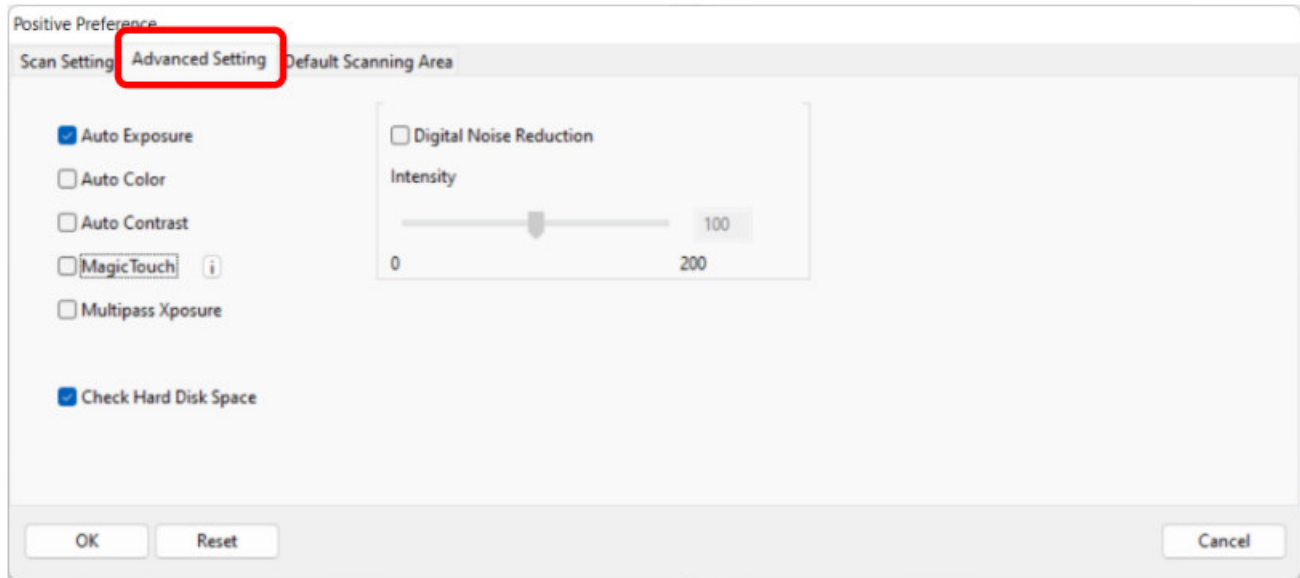 Positive Preference
Scan Setting Advanced Setting Default Scanning Area
Auto Exposure
Auto Color
Auto Contrast
MagicTouch i
Multipass Xposure
Check Hard Disk Space
Digital Noise Reduction
Intensity
100
0 200
OK Reset Cancel